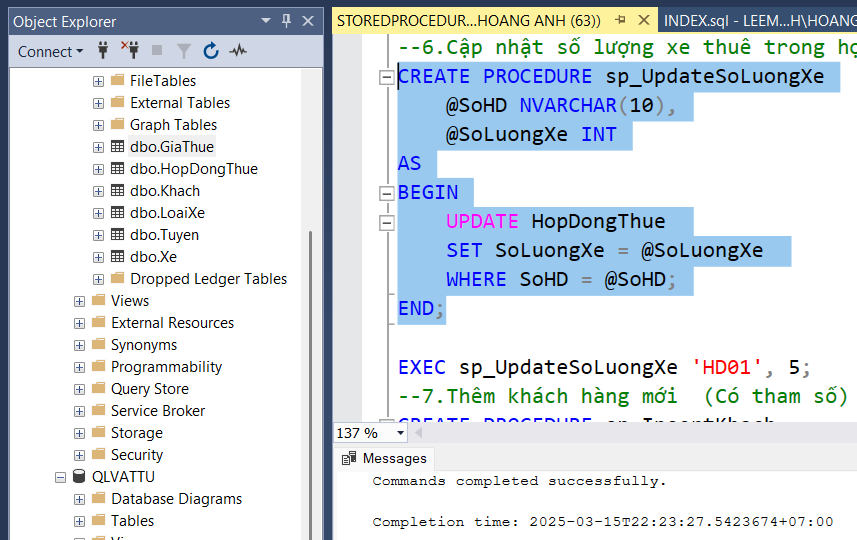 Object Explorer
Connect
FileTables
External Tables
Graph Tables
dbo.GiaThue
dbo.HopDongThue
dbo.Khach
dbo.LoaiXe
dbo.Tuyen
dbo.Xe
Dropped Ledger Tables
Views
External Resources
Synonyms
Programmability
Query Store
Service Broker
Storage
Security
QLVATTU
Database Diagrams
Tables
STOREDPROCEDUR...HOANG ANH (63))
INDEX.sql - LEEM...H\HOANG
--6.Cập nhật số lượng xe thuê trong
CREATE PROCEDURE sp_UpdateSoLuongXe
@SoHD NVARCHAR(10),
@SoLuongXe INT
AS
BEGIN
UPDATE HopDongThue
SET SoLuongXe = @SoLuongXe
WHERE SoHD = @SoHD;
END;
EXEC sp_UpdateSoLuongXe 'HD01', 5;
--7.Thêm khách hàng mới (Có tham số)
CREATE PROCEDURE sp_InsertKhach
137 %
Messages
Commands completed successfully.
Completion time: 2025-03-15T22:23:27.5423674+07:00